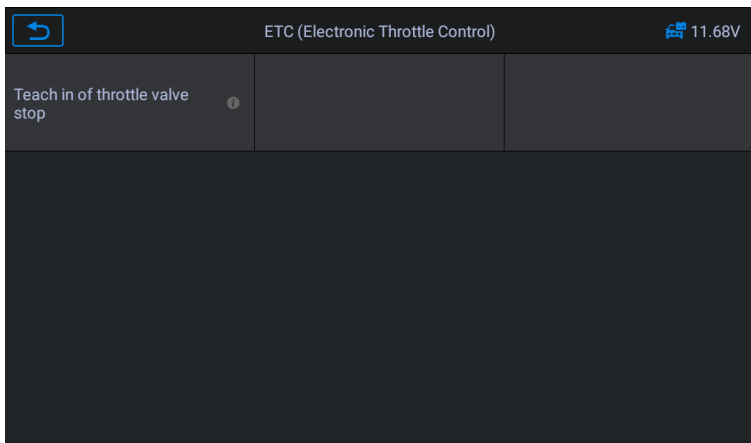 ETC (Electronic Throttle Control)
11.68V
Teach in of throttle valve
stop